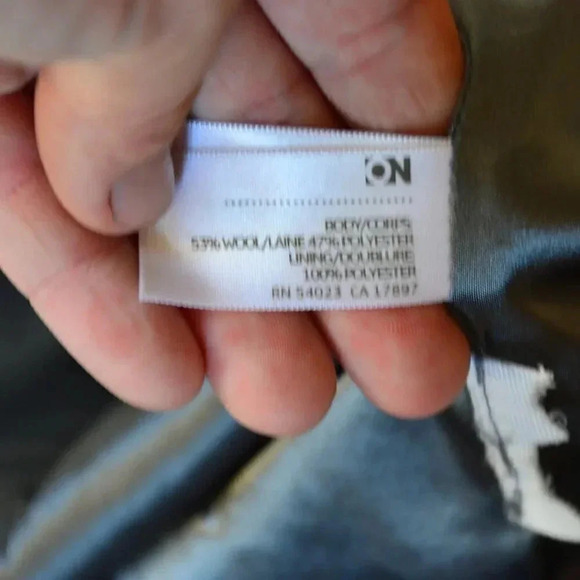 ON
BODY/CORPS
53% WOOL/LAINE 47% POLYESTER
LINING/DOUBLURE
100% POLYESTER
RN 54023 CA 17897